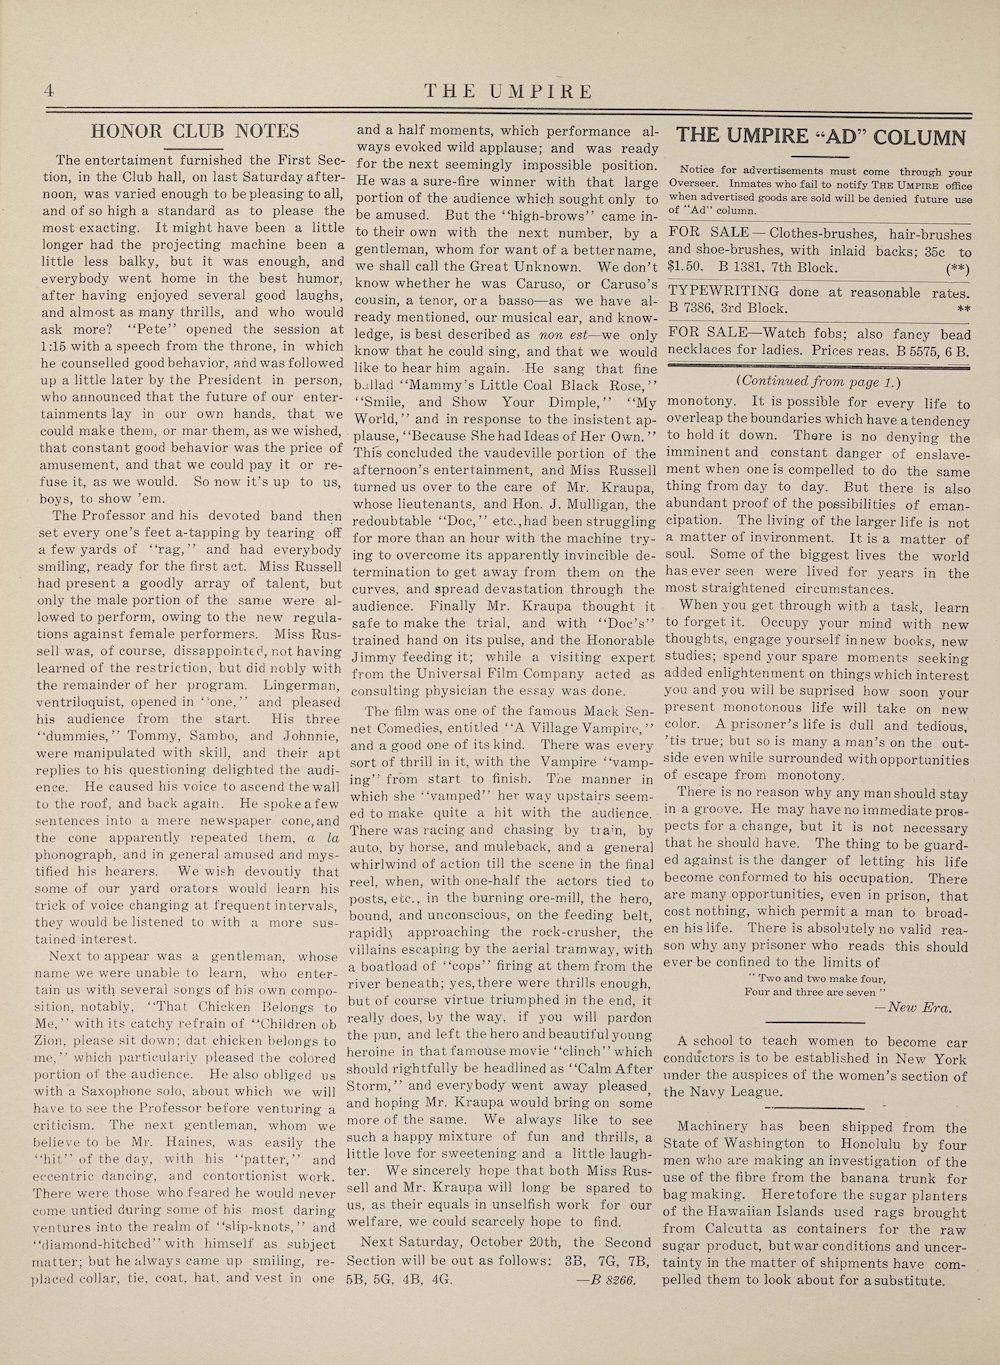 4
THE UMPIRE
HONOR CLUB NOTES
The entertaiment furnished the First Sec-
tion, in the Club hall, on last Saturday after-
noon, was varied enough to be pleasing to all,
and of so high a standard as to please the
most exacting. It might have been a little
longer had the projecting machine been a
little less balky, but it was enough, and
everybody went home in the best humor,
after having enjoyed several good laughs,
and almost as many thrills, and who would
ask more? "Pete" opened the session at
1:15 with a speech from the throne, in which
he counselled good behavior, and was followed
up a little later by the President in person,
who announced that the future of our enter-
tainments lay in our own hands, that we
could make them, or mar them, as we wished,
that constant good behavior was the price of
amusement, and that we could pay it or re-
fuse it, as we would. So now it's up to us,
boys, to show 'em.
The Professor and his devoted band then
set every one's feet a-tapping by tearing off
a few yards of "rag," and had everybody
smiling, ready for the first act. Miss Russell
had present a goodly array of talent, but
only the male portion of the same were al-
lowed to perform, owing to the new regula-
tions against female performers. Miss Rus-
sell was, of course, dissappointed, not having
learned of the restriction, but did nobly with
the remainder of her program. Lingerman,
ventriloquist, opened in "one," and pleased
his audience from the start. His three
"dummies," Tommy, Sambo, and Johnnie,
were manipulated with skill, and their apt
replies to his questioning delighted the audi-
ence. He caused his voice to ascend the wall
to the roof, and back again. He spoke a few
sentences into a mere newspaper cone, and
the cone apparently repeated them, a la
phonograph, and in general amused and mys-
tified his hearers. We wish devoutly that
some of our yard orators would learn his
trick of voice changing at frequent intervals,
they would be listened to with a more sus-
tained interest.
Next to appear was a gentleman, whose
name we were unable to learn, who enter-
tain us with several songs of his own compo-
sition, notably, "That Chicken Belongs to
Me," with its catchy refrain of "Children ob
Zion, please sit down; dat chicken belongs to
me," which particularly pleased the colored
portion of the audience. He also obliged us
with a Saxophone solo, about which we will
have to see the Professor before venturing a
criticism. The next gentleman, whom we
believe to be Mr. Haines, was easily the
"hit" of the day, with his "patter," and
eccentric dancing, and contortionist work.
There were those who feared he would never
come untied during some of his most daring
ventures into the realm of "slip-knots," and
"diamond-hitched" with himself as subject
matter; but he always came up smiling, re-
placed collar, tie, coat, hat, and vest in one
and a half moments, which performance al-
ways evoked wild applause; and was ready
for the next seemingly impossible position.
He was a sure-fire winner with that large
portion of the audience which sought only to
be amused. But the "high-brows" came in-
to their own with the next number, by a
gentleman, whom for want of a better name,
we shall call the Great Unknown. We don't
know whether he was Caruso, or Caruso's
cousin, a tenor, or a basso—as we have al-
ready mentioned, our musical ear, and know-
ledge, is best described as non est—we only
know that he could sing, and that we would
like to hear him again. He sang that fine
ballad "Mammy's Little Coal Black Rose,"
"Smile, and Show Your Dimple," "My
World," and in response to the insistent ap-
plause, "Because She had Ideas of Her Own."
This concluded the vaudeville portion of the
afternoon's entertainment, and Miss Russell
turned us over to the care of Mr. Kraupa,
whose lieutenants, and Hon. J. Mulligan, the
redoubtable "Doc," etc., had been struggling
for more than an hour with the machine try-
ing to overcome its apparently invincible de-
termination to get away from them on the
curves, and spread devastation through the
audience. Finally Mr. Kraupa thought it
safe to make the trial, and with "Doc's"
trained hand on its pulse, and the Honorable
Jimmy feeding it; while a visiting expert
from the Universal Film Company acted as
consulting physician the essay was done.
The film was one of the famous Mack Sen-
net Comedies, entitled "A Village Vampire,"
and a good one of its kind. There was every
sort of thrill in it, with the Vampire "vamp-
ing" from start to finish. The manner in
which she "vamped" her way upstairs seem-
ed to make quite a hit with the audience.
There was racing and chasing by train, by
auto, by horse, and muleback, and a general
whirlwind of action till the scene in the final
reel, when, with one-half the actors tied to
posts, etc., in the burning ore-mill, the hero,
bound, and unconscious, on the feeding belt,
rapidly approaching the rock-crusher, the
villains escaping by the aerial tramway, with
a boatload of "cops" firing at them from the
river beneath; yes, there were thrills enough,
but of course virtue triumphed in the end, it
really does, by the way, if you will pardon
the pun, and left the hero and beautiful young
heroine in that famouse movie "clinch" which
should rightfully be headlined as "Calm After
Storm," and everybody went away pleased,
and hoping Mr. Kraupa would bring on some
more of the same. We always like to see
such a happy mixture of fun and thrills, a
little love for sweetening and a little laugh-
ter. We sincerely hope that both Miss Rus-
sell and Mr. Kraupa will long be spared to
us, as their equals in unselfish work for our
welfare, we could scarcely hope to find.
Next Saturday, October 20th, the Second
Section will be out as follows: 3B, 7G, 7B,
5B, 5G, 4B, 4G. —B 8266.
THE UMPIRE "AD" COLUMN
Notice for advertisements must come through your
Overseer. Inmates who fail to notify THE UMPIRE office
when advertised goods are sold will be denied future use
of "Ad" column.
FOR SALE—Clothes-brushes, hair-brushes
and shoe-brushes, with inlaid backs; 35c to
$1.50. B 1381, 7th Block. (**)
TYPEWRITING done at reasonable rates.
B 7386, 3rd Block. **
FOR SALE—Watch fobs; also fancy bead
necklaces for ladies. Prices reas. B 5575, 6 B.
(Continued from page 1.)
monotony. It is possible for every life to
overleap the boundaries which have a tendency
to hold it down. There is no denying the
imminent and constant danger of enslave-
ment when one is compelled to do the same
thing from day to day. But there is also
abundant proof of the possibilities of eman-
cipation. The living of the larger life is not
a matter of invironment. It is a matter of
soul. Some of the biggest lives the world
has ever seen were lived for years in the
most straightened circumstances.
When you get through with a task, learn
to forget it. Occupy your mind with new
thoughts, engage yourself in new books, new
studies; spend your spare moments seeking
added enlightenment on things which interest
you and you will be suprised how soon your
present monotonous life will take on new
color. A prisoner's life is dull and tedious,
'tis true; but so is many a man's on the out-
side even while surrounded with opportunities
of escape from monotony.
There is no reason why any man should stay
in a groove. He may have no immediate pros-
pects for a change, but it is not necessary
that he should have. The thing to be guard-
ed against is the danger of letting his life
become conformed to his occupation. There
are many opportunities, even in prison, that
cost nothing, which permit a man to broad-
en his life. There is absolutely no valid rea-
son why any prisoner who reads this should
ever be confined to the limits of
"Two and two make four,
Four and three are seven"
—New Era.
A school to teach women to become car
conductors is to be established in New York
under the auspices of the women's section of
the Navy League.
Machinery has been shipped from the
State of Washington to Honolulu by four
men who are making an investigation of the
use of the fibre from the banana trunk for
bag making. Heretofore the sugar planters
of the Hawaiian Islands used rags brought
from Calcutta as containers for the raw
sugar product, but war conditions and uncer-
tainty in the matter of shipments have com-
pelled them to look about for a substitute.